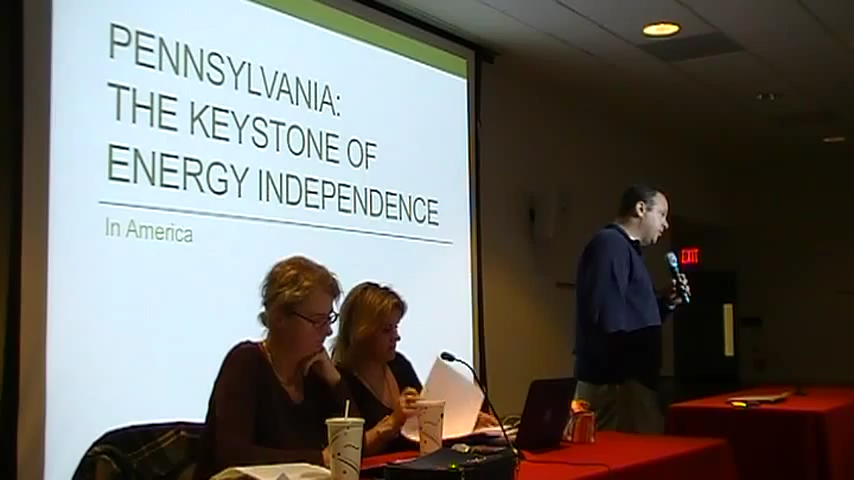 PENNSYLVANIA:
THE KEYSTONE OF
ENERGY INDEPENDENCE
In America
EXIT